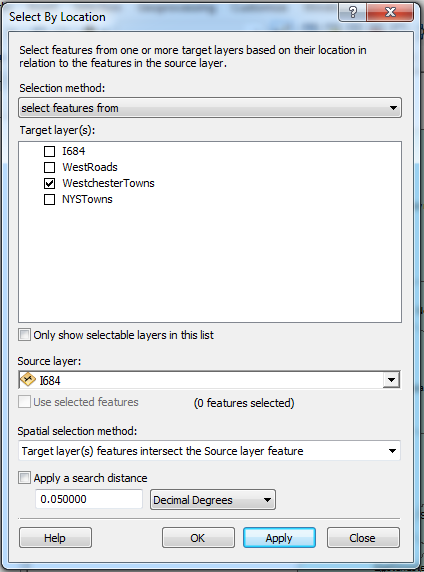 Select By Location
?
Select features from one or more target layers based on their location in
relation to the features in the source layer.
Selection method:
select features from
Target layer(s):
I684
WestRoads
WestchesterTowns
NYSTowns
Only show selectable layers in this list
Source layer:
I684
Use selected features (0 features selected)
Spatial selection method:
Target layer(s) features intersect the Source layer feature
Apply a search distance
0.050000 Decimal Degrees
Help OK Apply Close